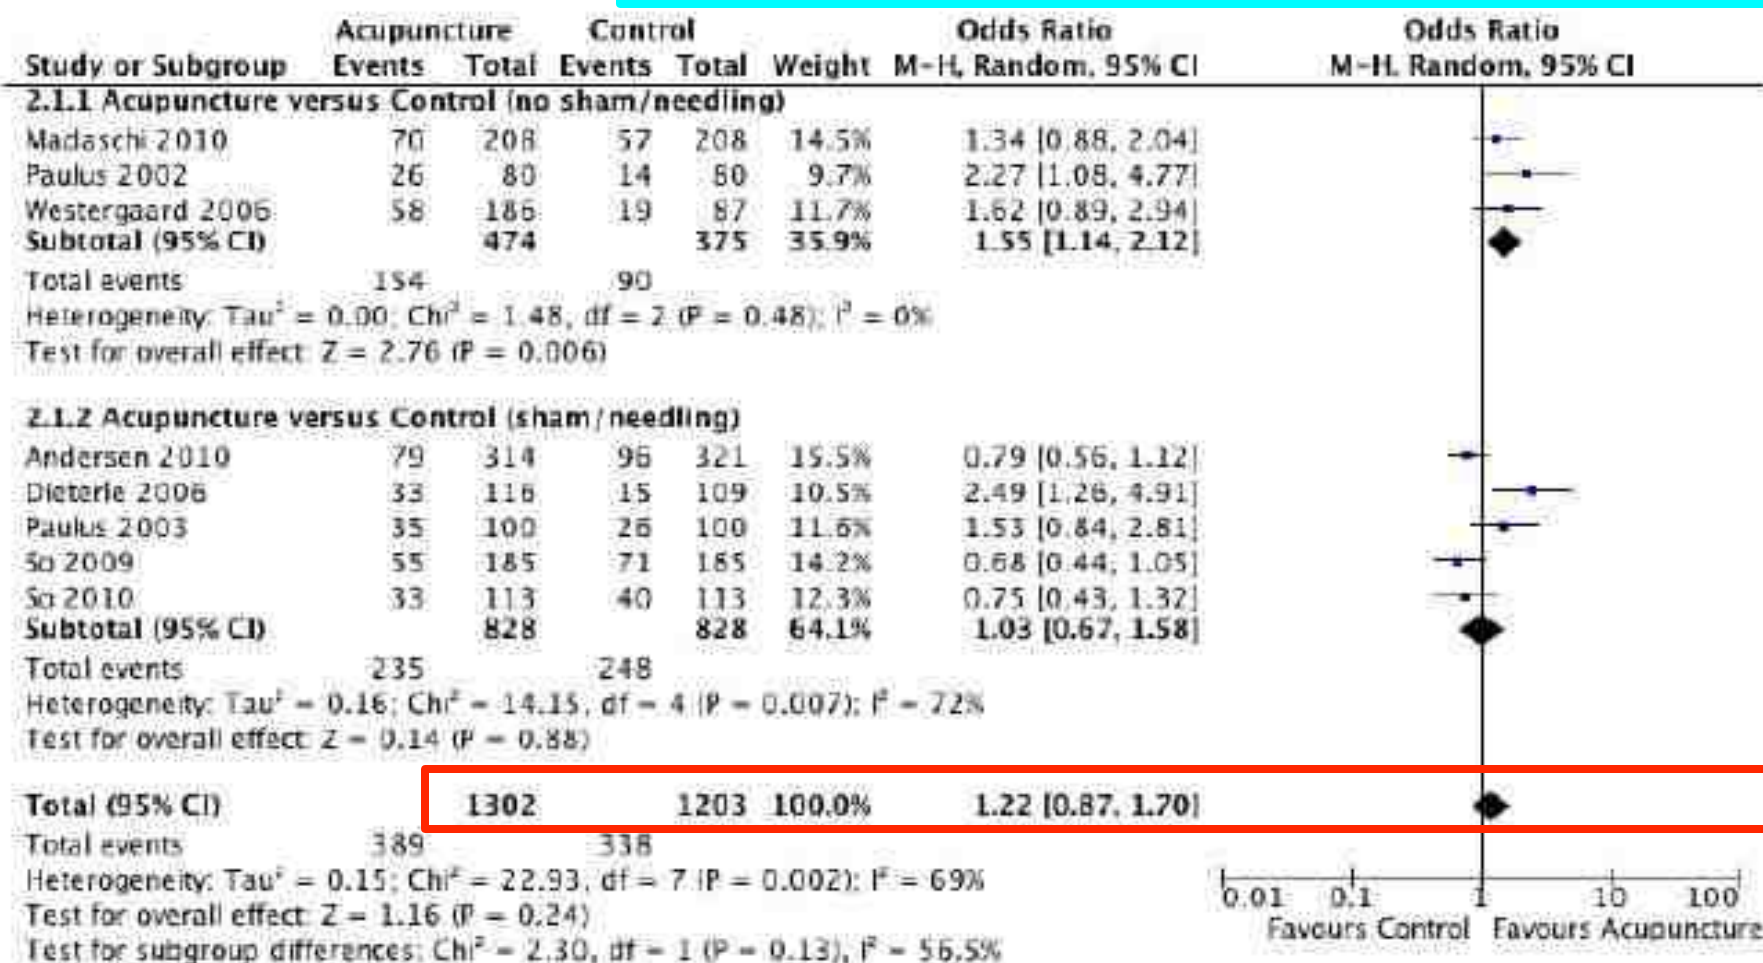 Acupuncture Control Odds Ratio Odds Ratio
Study or Subgroup Events Total Events Total Weight M-H, Random, 95% CI M-H, Random, 95% CI
2.1.1 Acupuncture versus Control (no sham/needling)
Madaschi 2010 70 208 57 208 14.5% 1.34 [0.88, 2.04]
Paulus 2002 26 80 14 80 9.7% 2.27 [1.08, 4.77]
Westergaard 2006 58 186 19 87 11.7% 1.62 [0.89, 2.94]
Subtotal (95% CI) 474 375 35.9% 1.55 [1.14, 2.12]
Total events 154 90
Heterogeneity: Tau² = 0.00; Chi² = 1.48, df = 2 (P = 0.48); I² = 0%
Test for overall effect: Z = 2.76 (P = 0.006)
2.1.2 Acupuncture versus Control (sham/needling)
Andersen 2010 79 314 96 321 15.5% 0.79 [0.56, 1.12]
Dieterle 2006 33 116 15 109 10.5% 2.49 [1.26, 4.91]
Paulus 2003 35 100 26 100 11.6% 1.53 [0.84, 2.81]
So 2009 55 185 71 185 14.2% 0.68 [0.44, 1.05]
So 2010 33 113 40 113 12.3% 0.75 [0.43, 1.32]
Subtotal (95% CI) 828 828 64.1% 1.03 [0.67, 1.58]
Total events 235 248
Heterogeneity: Tau² = 0.16; Chi² = 14.15, df = 4 (P = 0.007); I² = 72%
Test for overall effect: Z = 0.14 (P = 0.88)
Total (95% CI) 1302 1203 100.0% 1.22 [0.87, 1.70]
Total events 389 338
Heterogeneity: Tau² = 0.15; Chi² = 22.93, df = 7 (P = 0.002); I² = 69%
Test for overall effect: Z = 1.16 (P = 0.24)
Test for subgroup differences: Chi² = 2.30, df = 1 (P = 0.13), I² = 56.5%
0.01 0.1 1 10 100
Favours Control Favours Acupuncture